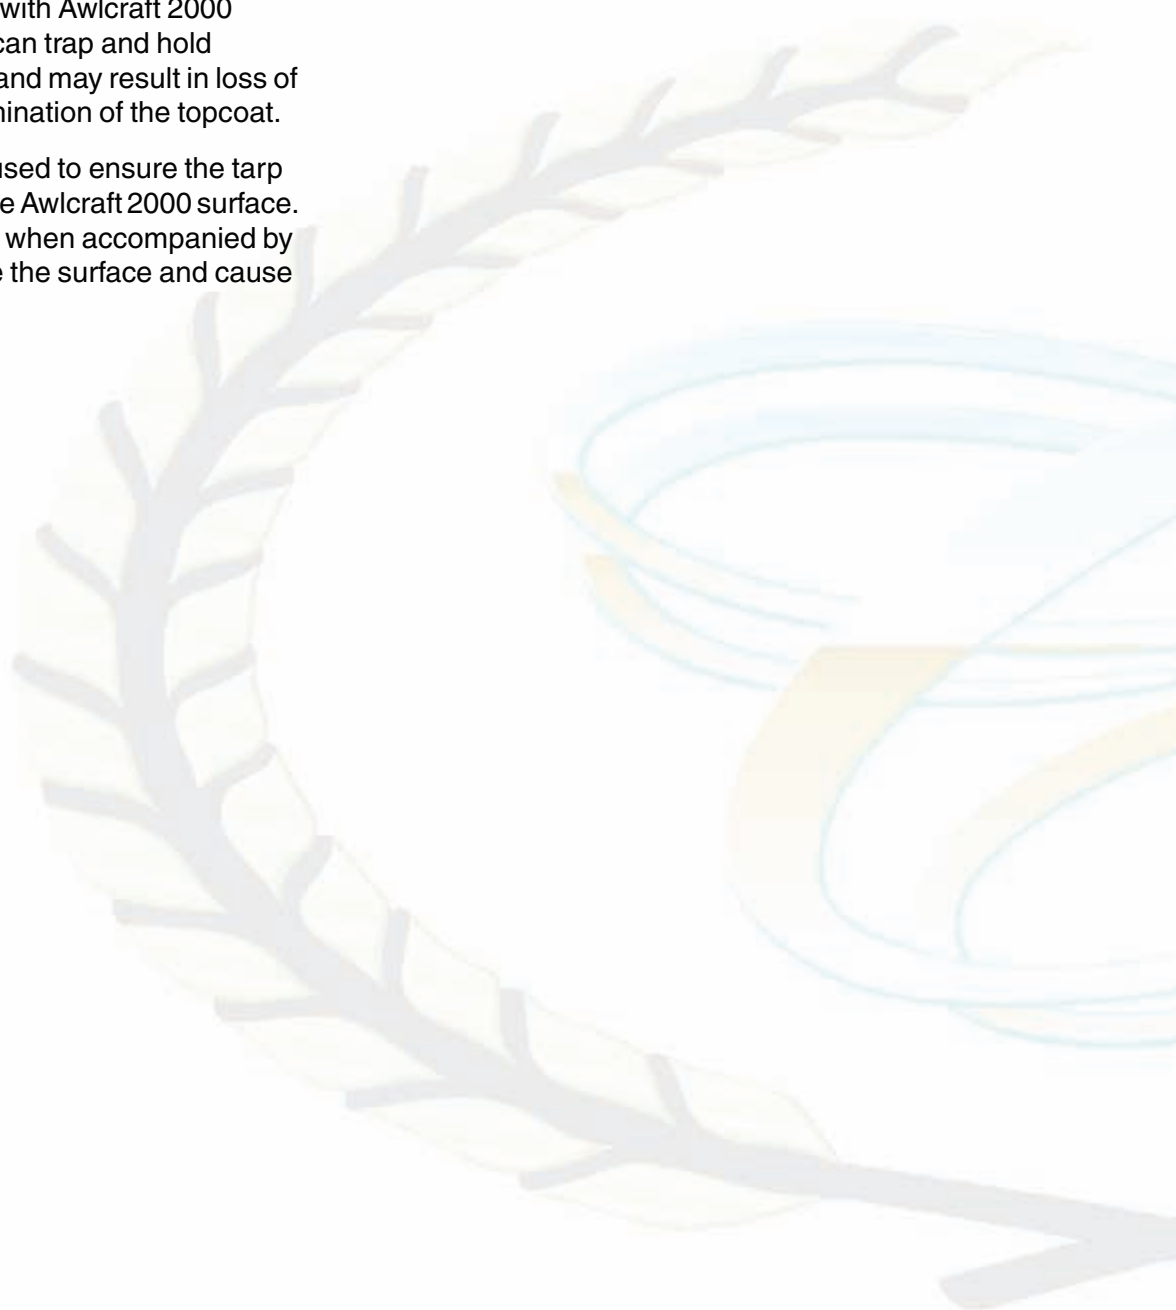 with Awlcraft 2000
can trap and hold
and may result in loss of
mination of the topcoat.
used to ensure the tarp
e Awlcraft 2000 surface.
when accompanied by
e the surface and cause